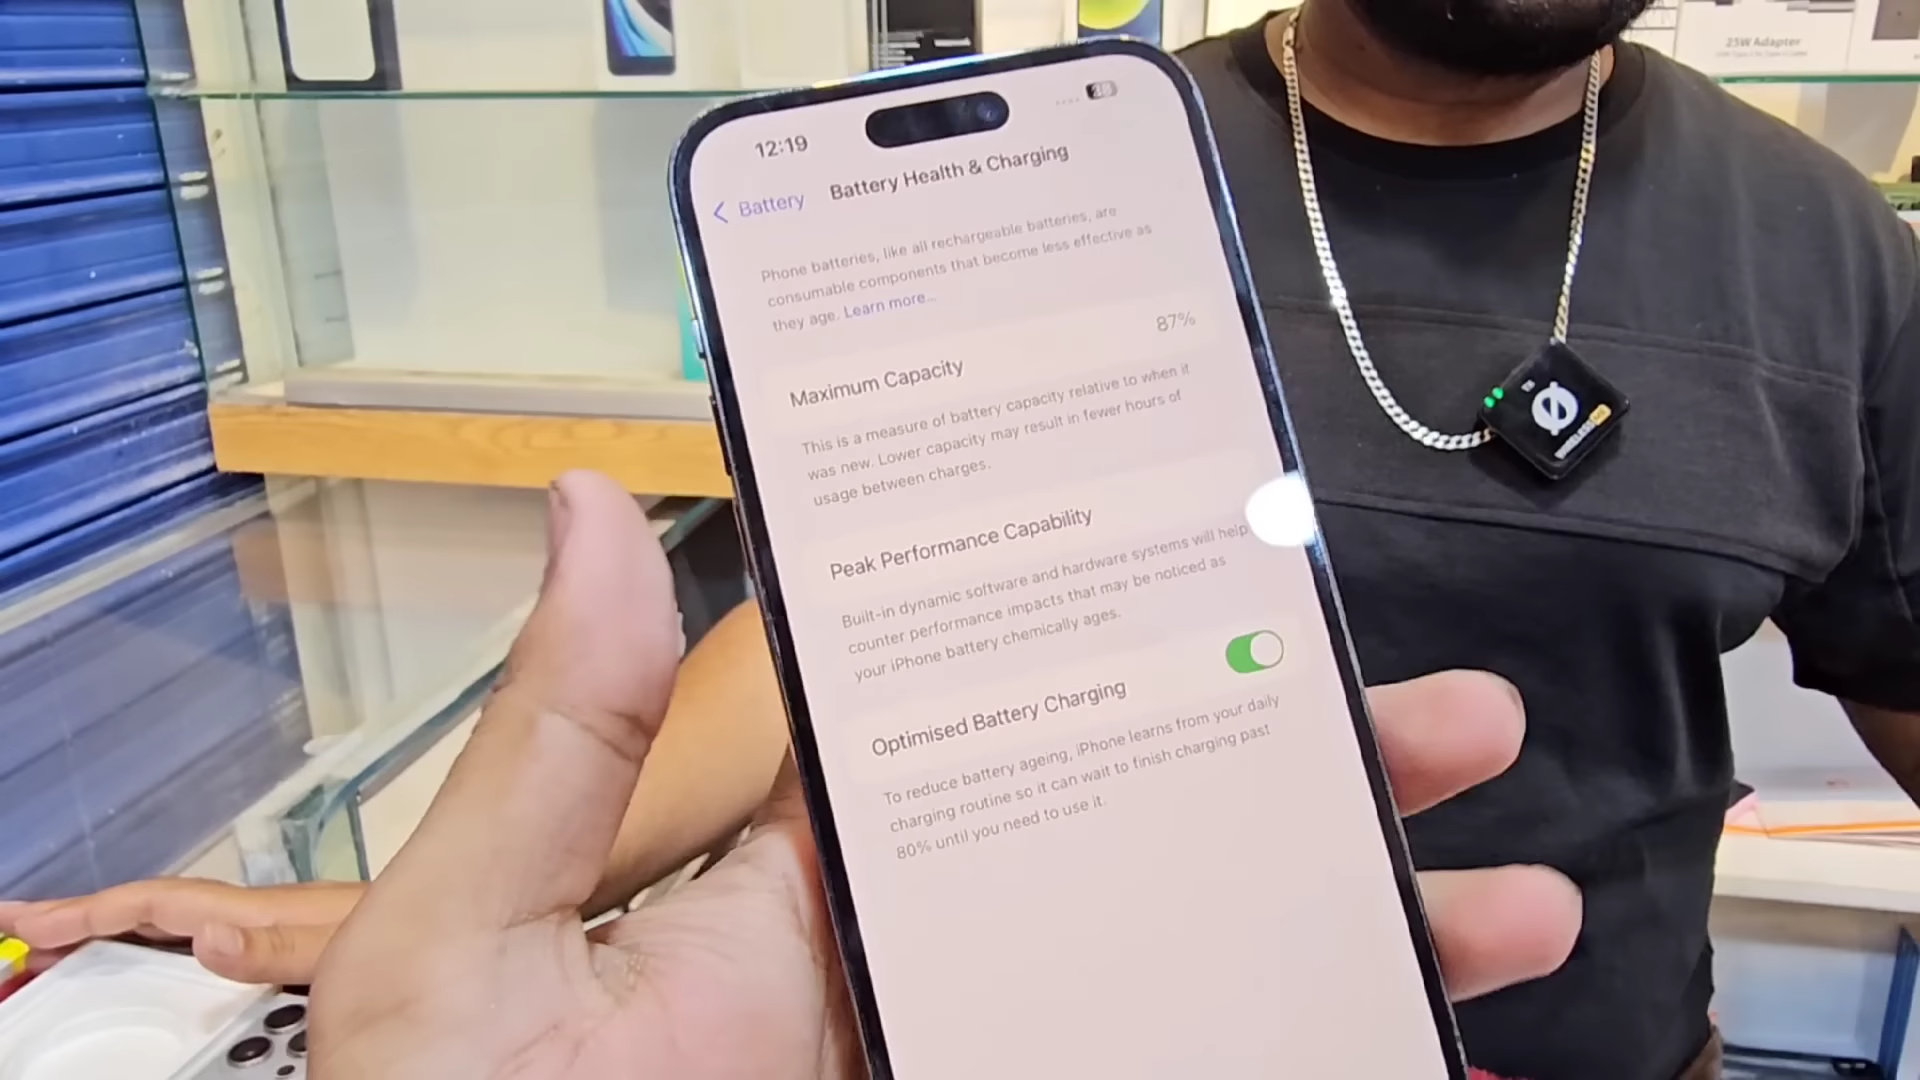 25W Adapter
12:19
Battery
Battery Health & Charging
Phone batteries, like all rechargeable batteries, are
consumable components that become less effective as
they age. Learn more...
Maximum Capacity
87%
This is a measure of battery capacity relative to when it
was new. Lower capacity may result in fewer hours of
usage between charges.
Peak Performance Capability
Built-in dynamic software and hardware systems will help
counter performance impacts that may be noticed as
your iPhone battery chemically ages.
Optimised Battery Charging
To reduce battery ageing, iPhone learns from your daily
charging routine so it can wait to finish charging past
80% until you need to use it.